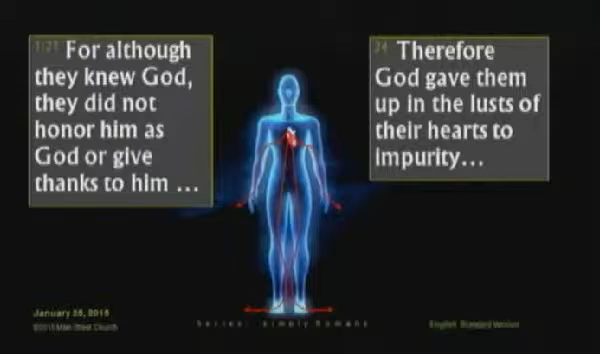 1:21 For although
they knew God,
they did not
honor him as
God or give
thanks to him ...
24 Therefore
God gave them
up in the lusts of
their hearts to
impurity...
January
Main Street Church
Series: Simply Romans
English Standard Version